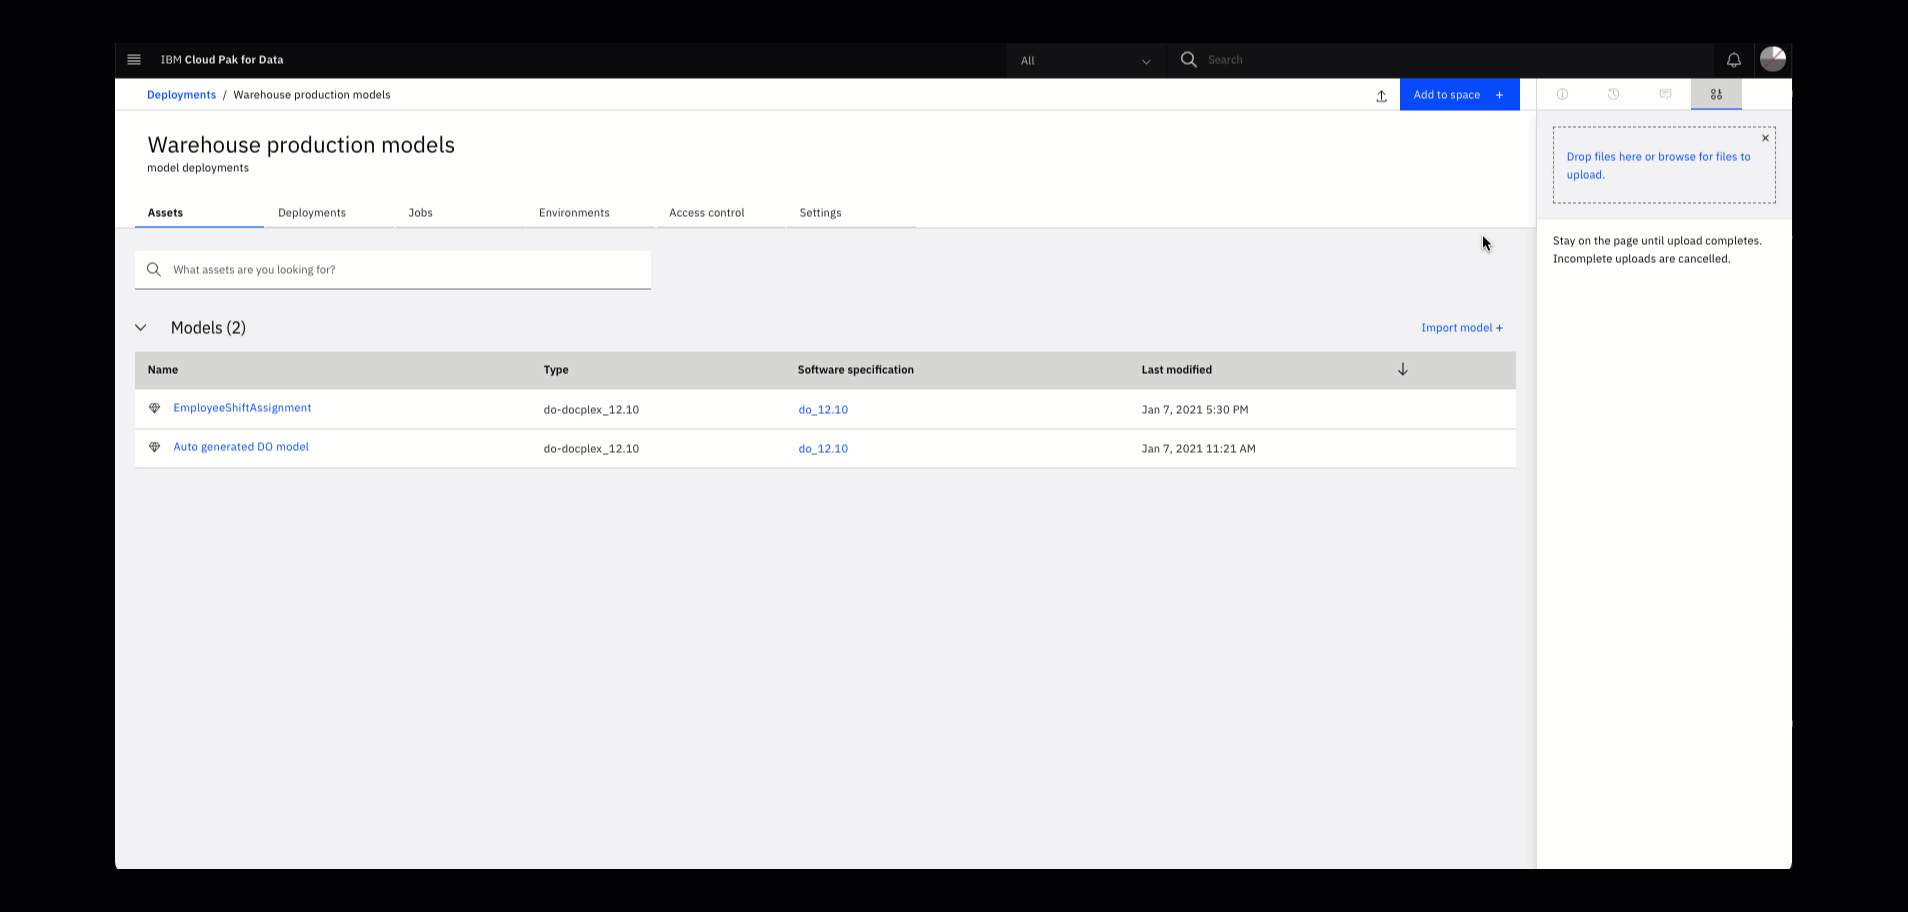 IBM Cloud Pak for Data
All
Search
Deployments / Warehouse production models
Add to space +
Warehouse production models
model deployments
Assets Deployments Jobs Environments Access control Settings
What assets are you looking for?
Models (2)
Import model +
Name Type Software specification Last modified
EmployeeShiftAssignment do-docplex_12.10 do_12.10 Jan 7, 2021 5:30 PM
Auto generated DO model do-docplex_12.10 do_12.10 Jan 7, 2021 11:21 AM
Drop files here or browse for files to
upload.
Stay on the page until upload completes.
Incomplete uploads are cancelled.